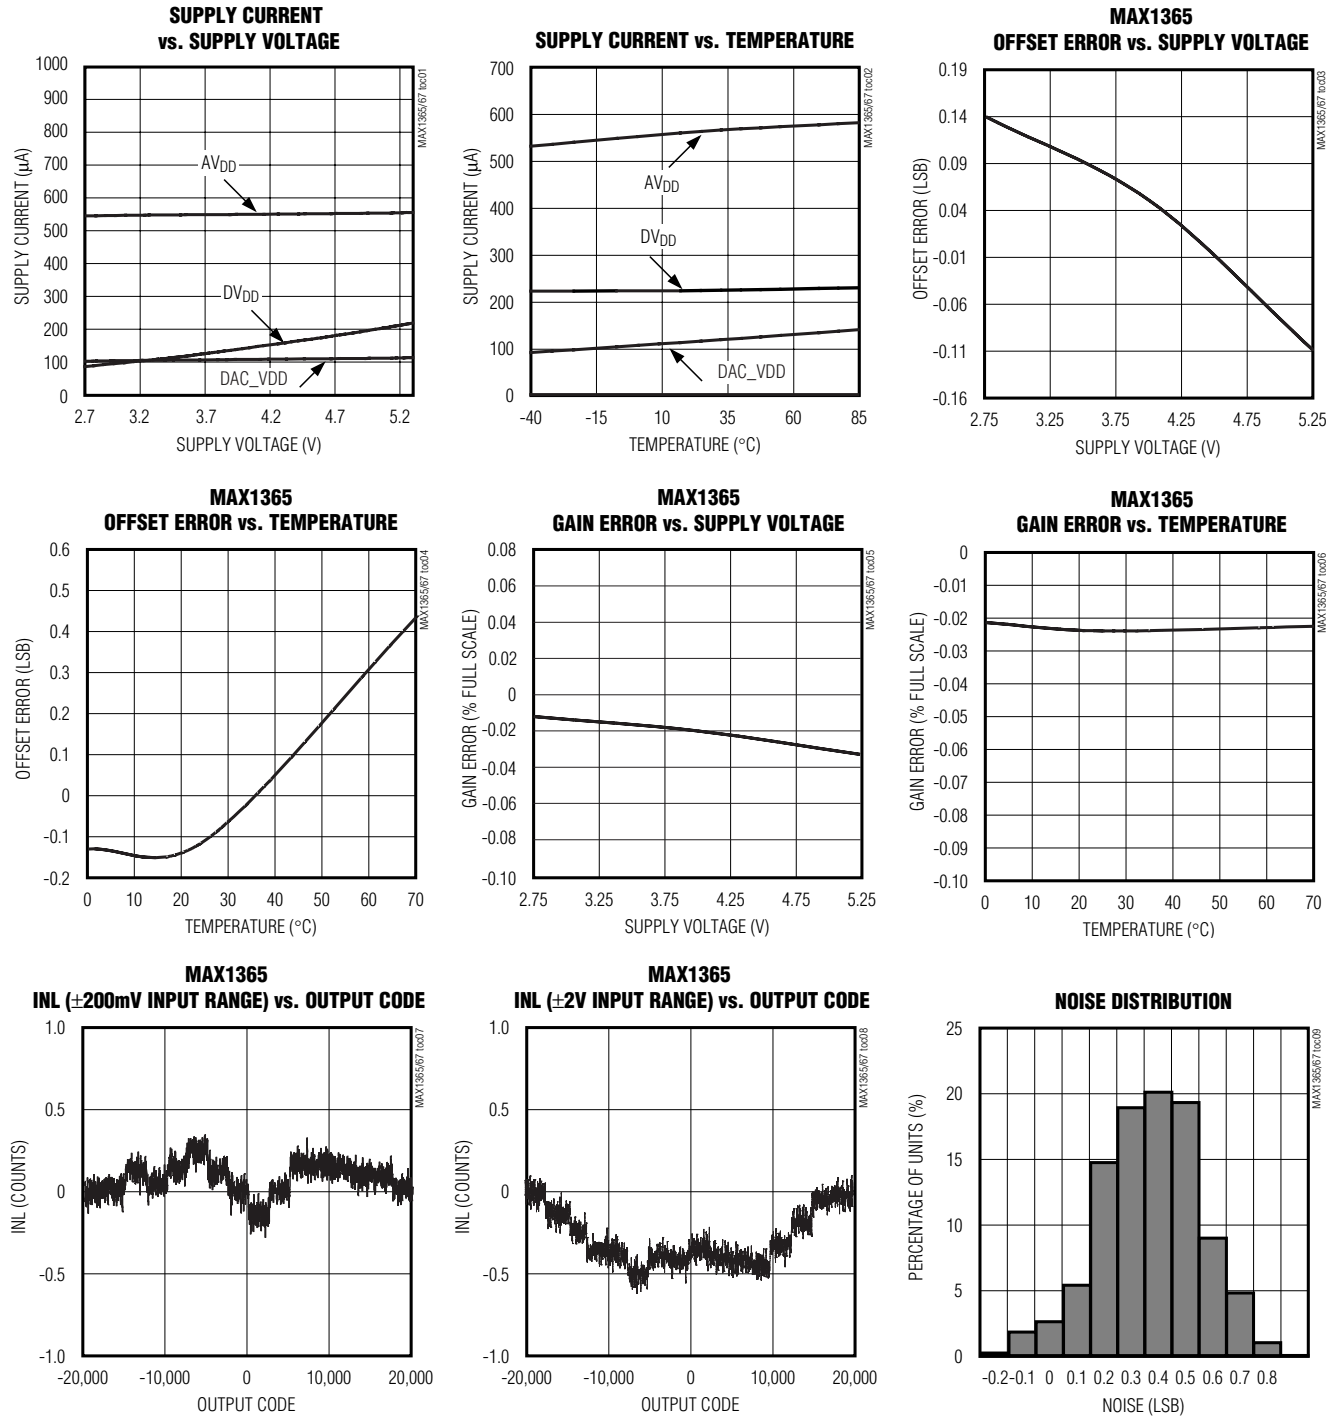 SUPPLY CURRENT
vs. SUPPLY VOLTAGE
1000
900
800
700
600
500
400
300
200
100
0
SUPPLY CURRENT (µA)
AVDD
DVDD
DAC_VDD
2.7 3.2 3.7 4.2 4.7 5.2
SUPPLY VOLTAGE (V)
MAX1365/67 toc01
SUPPLY CURRENT vs. TEMPERATURE
700
600
500
400
300
200
100
0
SUPPLY CURRENT (µA)
AVDD
DVDD
DAC_VDD
-40 -15 10 35 60 85
TEMPERATURE (°C)
MAX1365/67 toc02
MAX1365
OFFSET ERROR vs. SUPPLY VOLTAGE
0.19
0.14
0.09
0.04
-0.01
-0.06
-0.11
-0.16
OFFSET ERROR (LSB)
2.75 3.25 3.75 4.25 4.75 5.25
SUPPLY VOLTAGE (V)
MAX1365/67 toc03
MAX1365
OFFSET ERROR vs. TEMPERATURE
0.6
0.5
0.4
0.3
0.2
0.1
0
-0.1
-0.2
OFFSET ERROR (LSB)
0 10 20 30 40 50 60 70
TEMPERATURE (°C)
MAX1365/67 toc04
MAX1365
GAIN ERROR vs. SUPPLY VOLTAGE
0.08
0.06
0.04
0.02
0
-0.02
-0.04
-0.06
-0.08
-0.10
GAIN ERROR (% FULL SCALE)
2.75 3.25 3.75 4.25 4.75 5.25
SUPPLY VOLTAGE (V)
MAX1365/67 toc05
MAX1365
GAIN ERROR vs. TEMPERATURE
0
-0.01
-0.02
-0.03
-0.04
-0.05
-0.06
-0.07
-0.08
-0.09
-0.10
GAIN ERROR (% FULL SCALE)
0 10 20 30 40 50 60 70
TEMPERATURE (°C)
MAX1365/67 toc06
MAX1365
INL (±200mV INPUT RANGE) vs. OUTPUT CODE
1.0
0.5
0
-0.5
-1.0
INL (COUNTS)
-20,000 -10,000 0 10,000 20,000
OUTPUT CODE
MAX1365/67 toc07
MAX1365
INL (±2V INPUT RANGE) vs. OUTPUT CODE
1.0
0.5
0
-0.5
-1.0
INL (COUNTS)
-20,000 -10,000 0 10,000 20,000
OUTPUT CODE
MAX1365/67 toc08
NOISE DISTRIBUTION
25
20
15
10
5
0
PERCENTAGE OF UNITS (%)
-0.2 -0.1 0 0.1 0.2 0.3 0.4 0.5 0.6 0.7 0.8
NOISE (LSB)
MAX1365/67 toc09